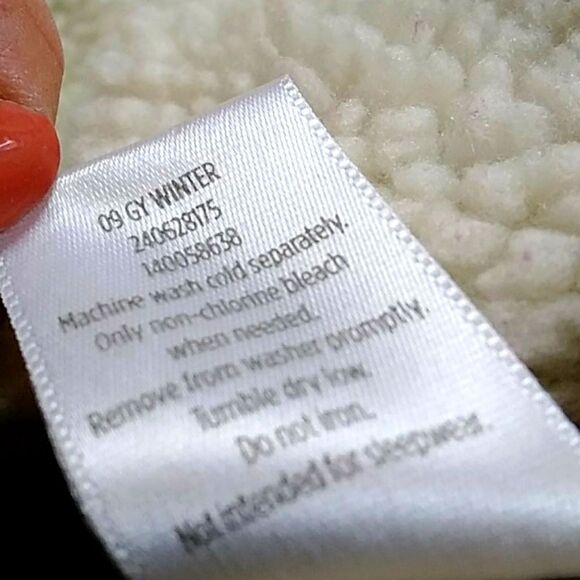 09 GY WINTER
240628175
140058638
Machine wash cold separately.
Only non-chlorine bleach
when needed.
Remove from washer promptly.
Tumble dry low.
Do not iron.
Not intended for sleepwear.